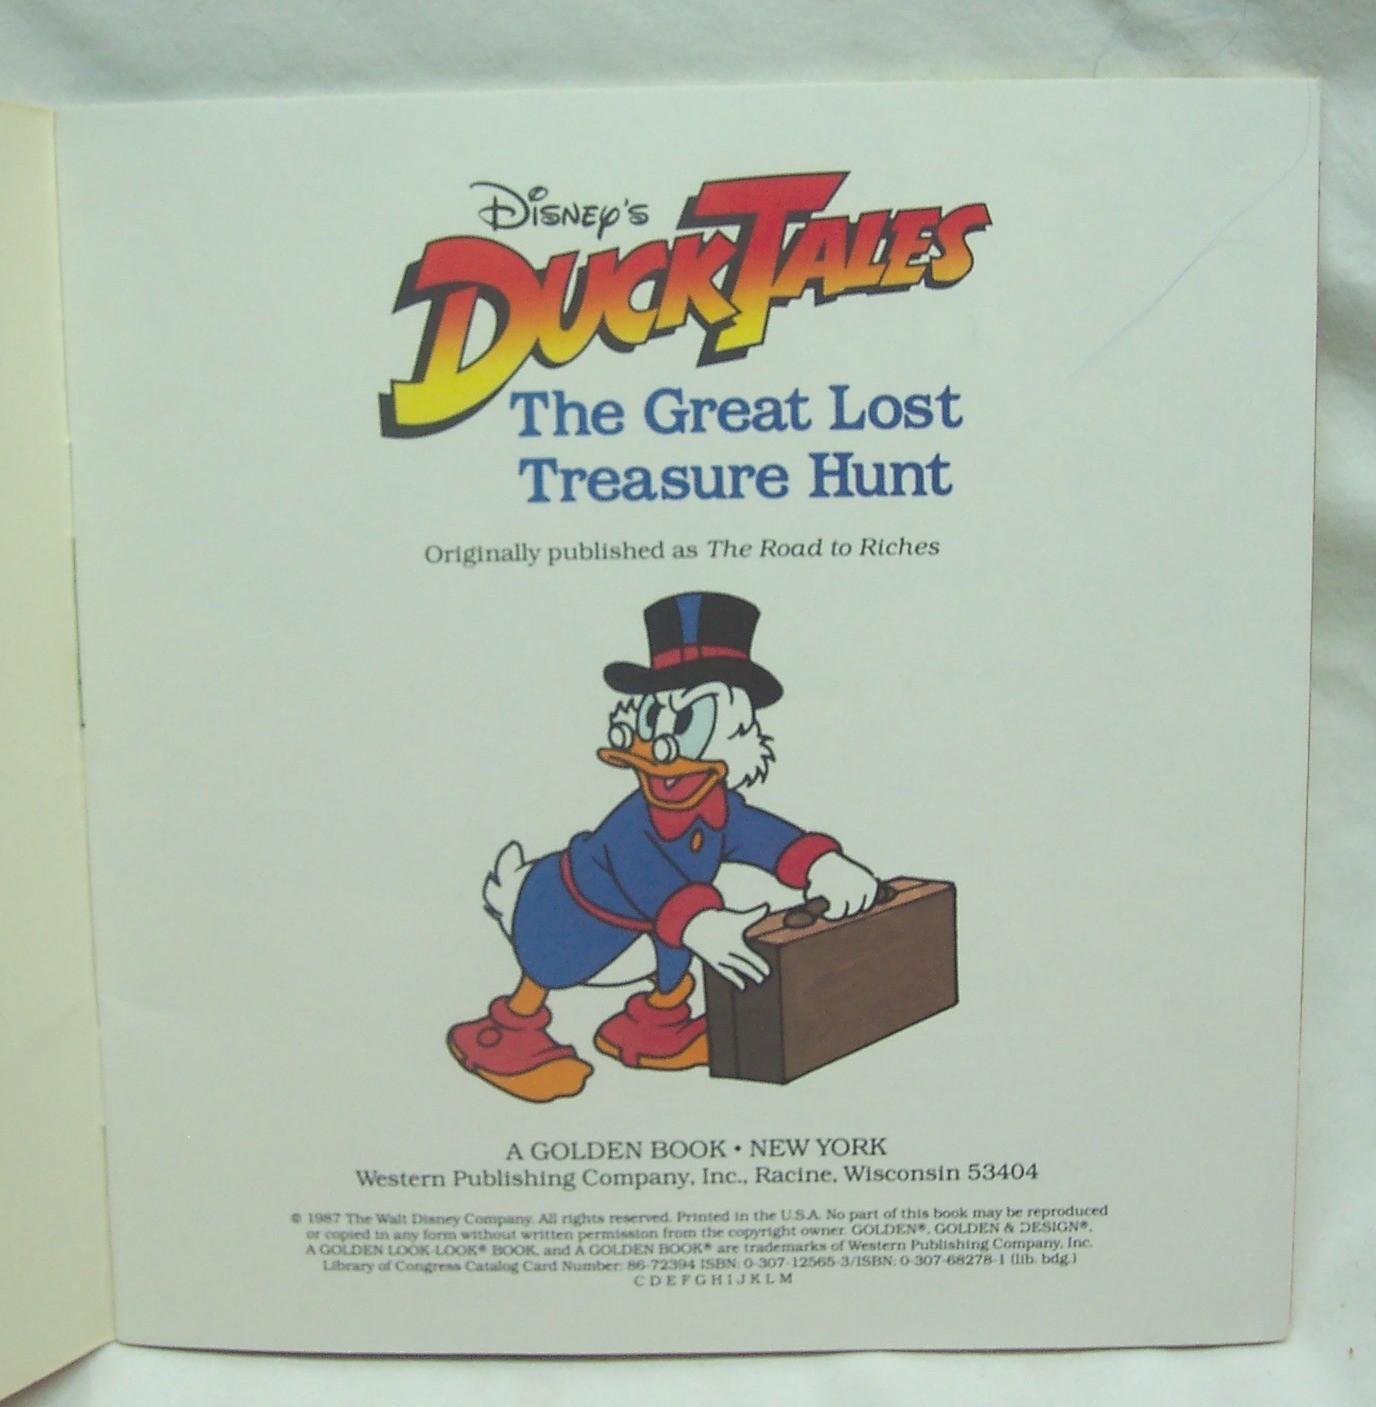 Disney's
DuckTales
The Great Lost
Treasure Hunt
Originally published as The Road to Riches
A GOLDEN BOOK • NEW YORK
Western Publishing Company, Inc., Racine, Wisconsin 53404
© 1987 The Walt Disney Company. All rights reserved. Printed in the U.S.A. No part of this book may be reproduced
or copied in any form without written permission from the copyright owner. GOLDEN®, GOLDEN & DESIGN®,
A GOLDEN LOOK-LOOK® BOOK, and A GOLDEN BOOK® are trademarks of Western Publishing Company, Inc.
Library of Congress Catalog Card Number: 86-72394 ISBN: 0-307-12565-3/ISBN: 0-307-68278-1 (lib. bdg.)
C D E F G H I J K L M